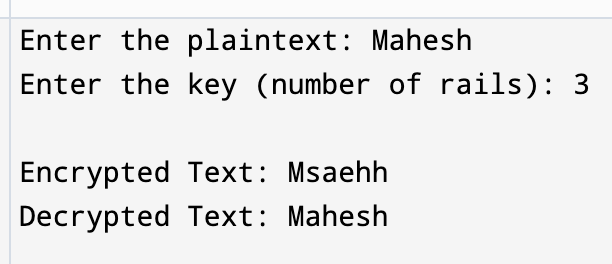 Enter the plaintext: Mahesh
Enter the key (number of rails): 3
Encrypted Text: Msaehh
Decrypted Text: Mahesh